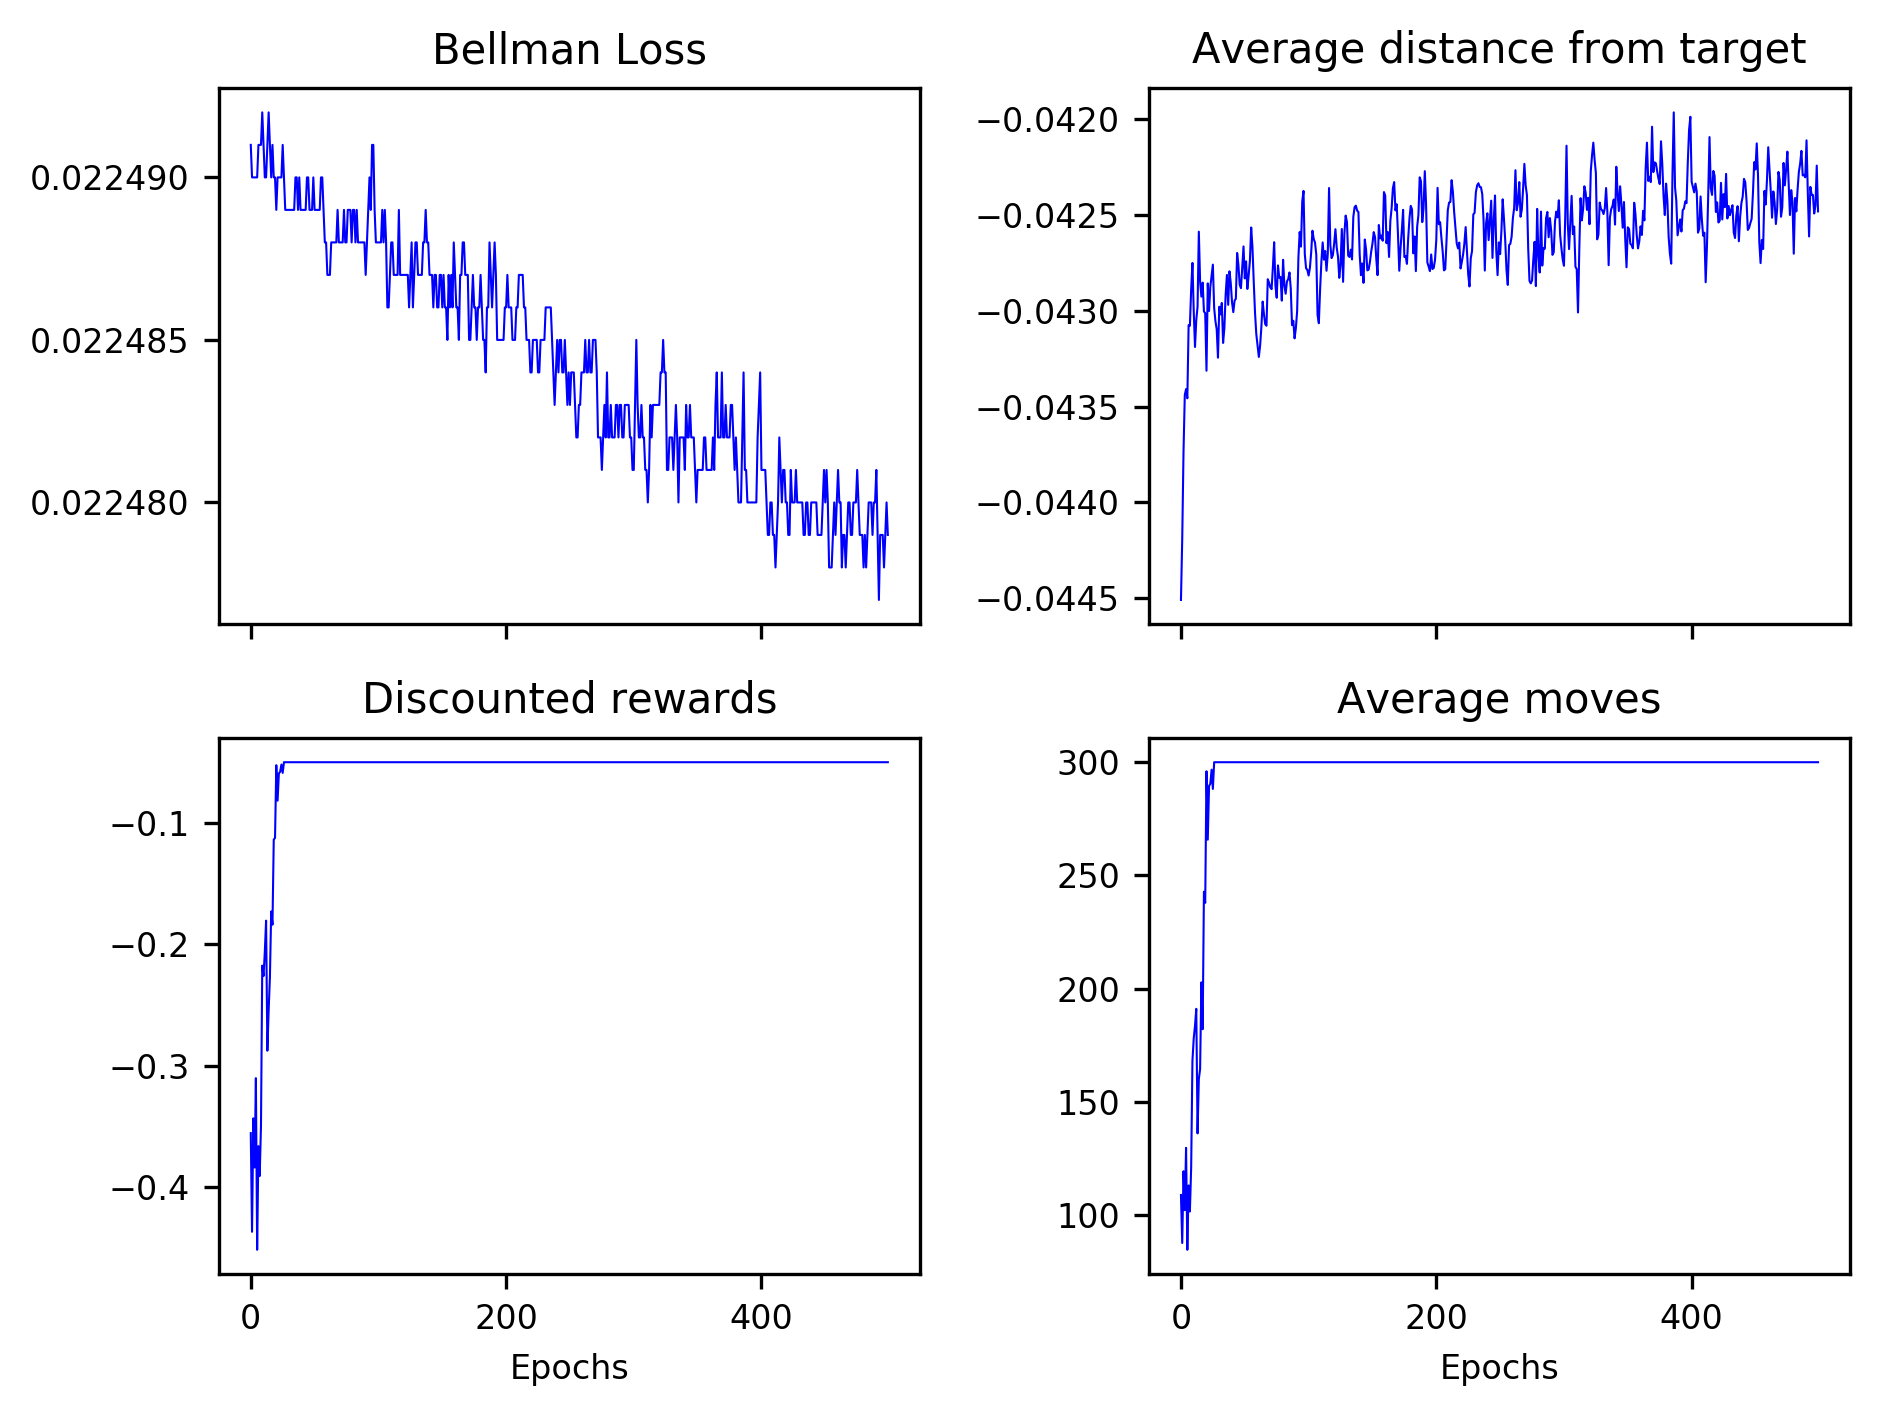 Bellman Loss
0.022490
0.022485
0.022480
Average distance from target
−0.0420
−0.0425
−0.0430
−0.0435
−0.0440
−0.0445
Discounted rewards
−0.1
−0.2
−0.3
−0.4
0 200 400
Epochs
Average moves
300
250
200
150
100
0 200 400
Epochs